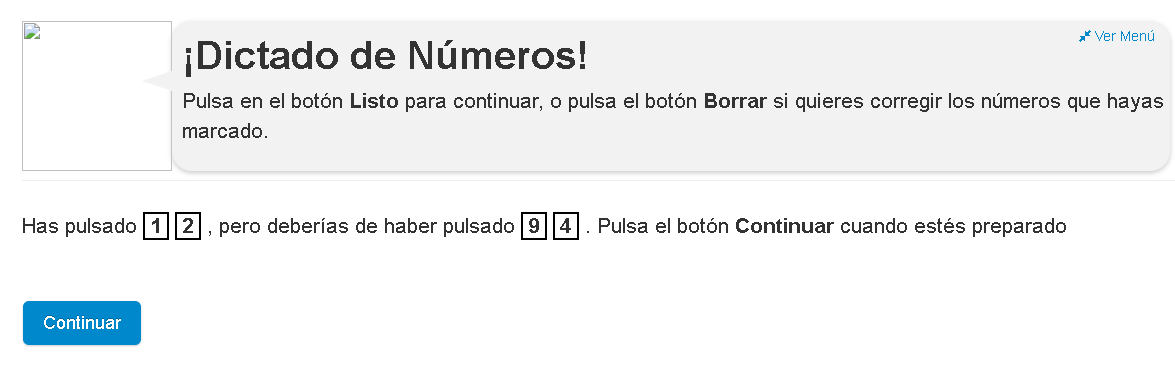 ¡Dictado de Números!
Ver Menú
Pulsa en el botón Listo para continuar, o pulsa el botón Borrar si quieres corregir los números que hayas
marcado.
Has pulsado 1 2 , pero deberías de haber pulsado 9 4 . Pulsa el botón Continuar cuando estés preparado
Continuar